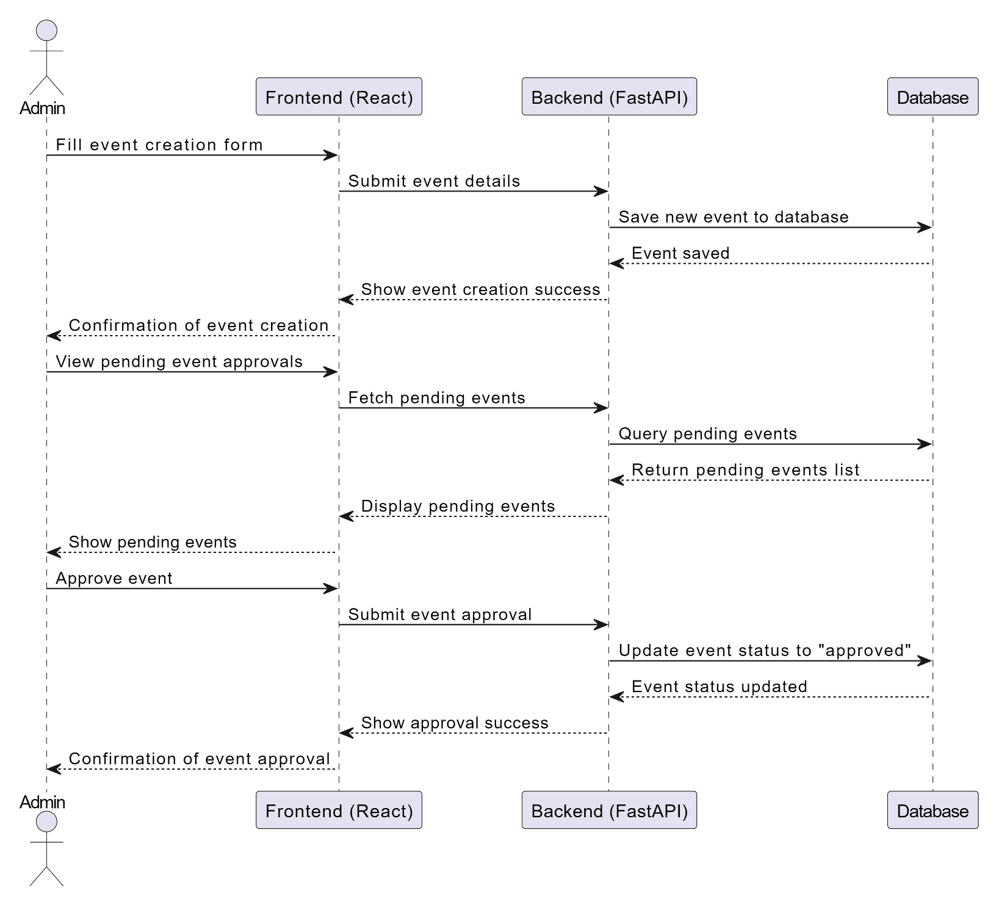 Admin
Frontend (React)
Backend (FastAPI)
Database
Fill event creation form
Submit event details
Save new event to database
Event saved
Show event creation success
Confirmation of event creation
View pending event approvals
Fetch pending events
Query pending events
Return pending events list
Display pending events
Show pending events
Approve event
Submit event approval
Update event status to "approved"
Event status updated
Show approval success
Confirmation of event approval
Admin
Frontend (React)
Backend (FastAPI)
Database